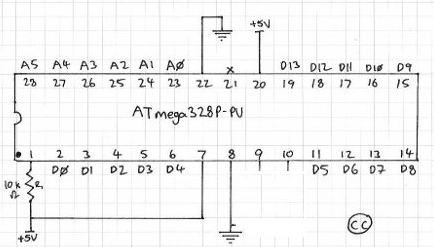 +5V
A5 A4 A3 A2 A1 A0 x D13 D12 D11 D10 D9
28 27 26 25 24 23 22 21 20 19 18 17 16 15
ATmega328P-PU
1 2 3 4 5 6 7 8 9 10 11 12 13 14
D0 D1 D2 D3 D4 D5 D6 D7 D8
10k Ω R1
+5V
CC